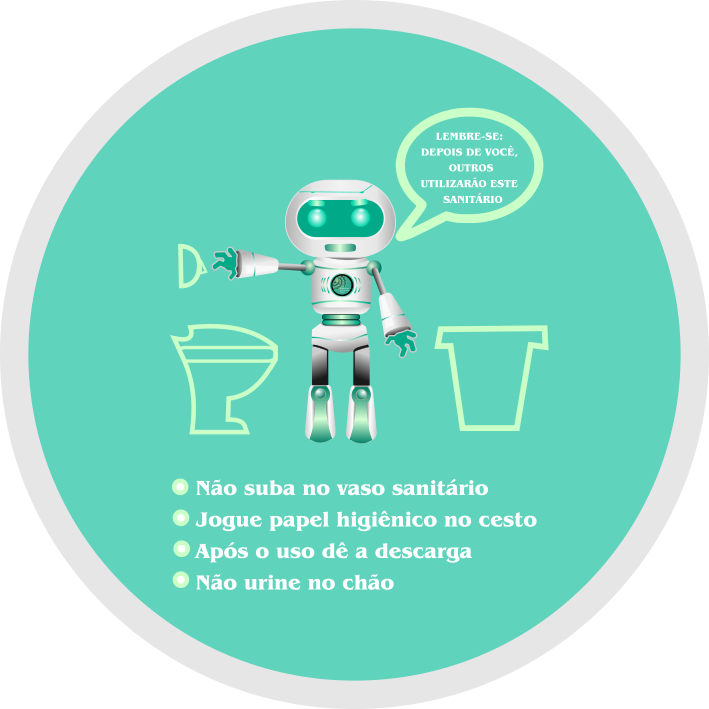 LEMBRE-SE:
DEPOIS DE VOCÊ,
OUTROS
UTILIZARÃO ESTE
SANITÁRIO
Não suba no vaso sanitário
Jogue papel higiênico no cesto
Após o uso dê a descarga
Não urine no chão